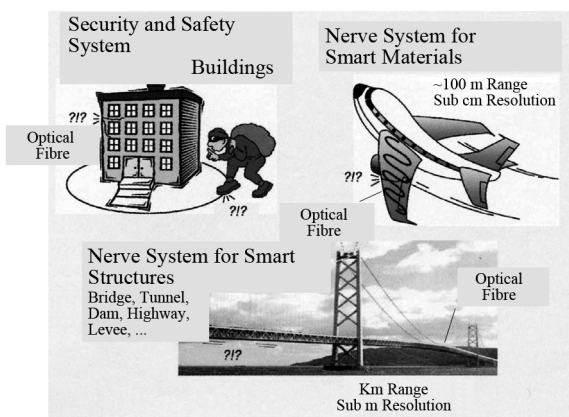 Security and Safety
System
Buildings
?!?
Optical
Fibre
?!?
Nerve System for
Smart Materials
~100 m Range
Sub cm Resolution
?!?
Optical
Fibre
Nerve System for Smart
Structures
Bridge, Tunnel,
Dam, Highway,
Levee, ...
Optical
Fibre
?!?
Km Range
Sub m Resolution